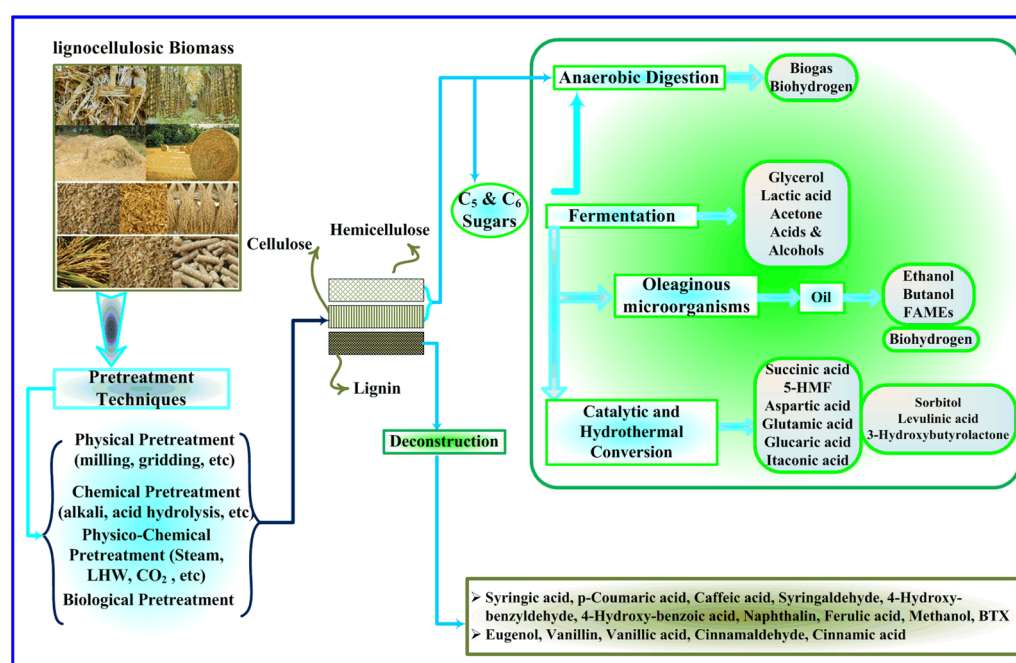 lignocellulosic Biomass
Pretreatment
Techniques
Physical Pretreatment
(milling, gridding, etc)
Chemical Pretreatment
(alkali, acid hydrolysis, etc)
Physico-Chemical
Pretreatment (Steam,
LHW, CO₂ , etc)
Biological Pretreatment
Cellulose
Hemicellulose
Lignin
Deconstruction
C₅ & C₆
Sugars
Anaerobic Digestion
Biogas
Biohydrogen
Fermentation
Glycerol
Lactic acid
Acetone
Acids &
Alcohols
Oleaginous
microorganisms
Oil
Ethanol
Butanol
FAMEs
Biohydrogen
Catalytic and
Hydrothermal
Conversion
Succinic acid
5-HMF
Aspartic acid
Glutamic acid
Glucaric acid
Itaconic acid
Sorbitol
Levulinic acid
3-Hydroxybutyrolactone
➢ Syringic acid, p-Coumaric acid, Caffeic acid, Syringaldehyde, 4-Hydroxy-
benzyldehyde, 4-Hydroxy-benzoic acid, Naphthalin, Ferulic acid, Methanol, BTX
➢ Eugenol, Vanillin, Vanillic acid, Cinnamaldehyde, Cinnamic acid